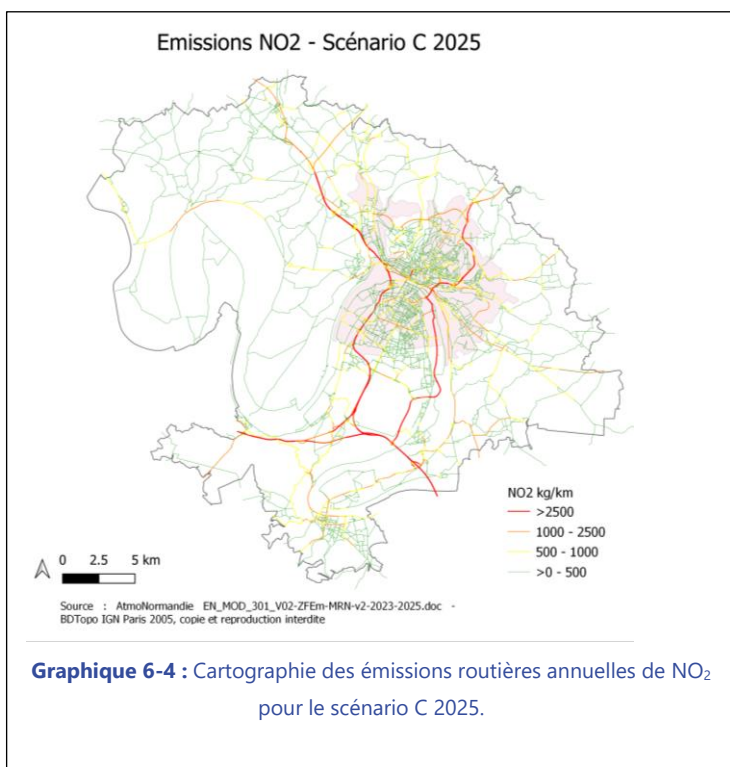 Emissions NO2 - Scénario C 2025
NO2 kg/km
>2500
1000 - 2500
500 - 1000
>0 - 500
0 2.5 5 km
Source : AtmoNormandie EN_MOD_301_V02-ZFEm-MRN-v2-2023-2025.doc -
BDTopo IGN Paris 2005, copie et reproduction interdite
Graphique 6-4 : Cartographie des émissions routières annuelles de NO₂
pour le scénario C 2025.